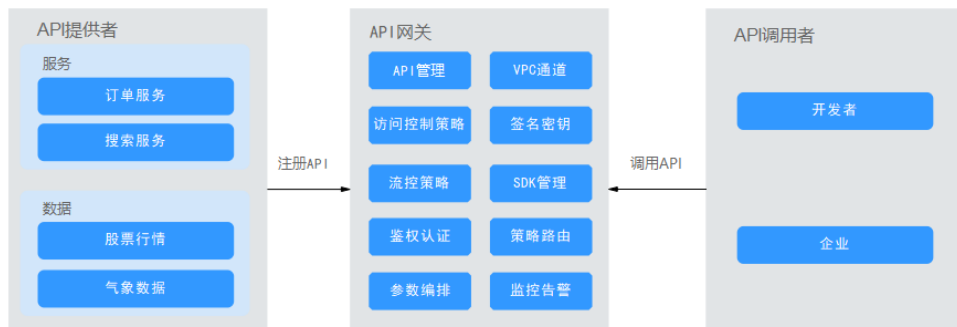 API提供者
服务
订单服务
搜索服务
数据
股票行情
气象数据
注册API
API网关
API管理
VPC通道
访问控制策略
签名密钥
流控策略
SDK管理
鉴权认证
策略路由
参数编排
监控告警
调用API
API调用者
开发者
企业